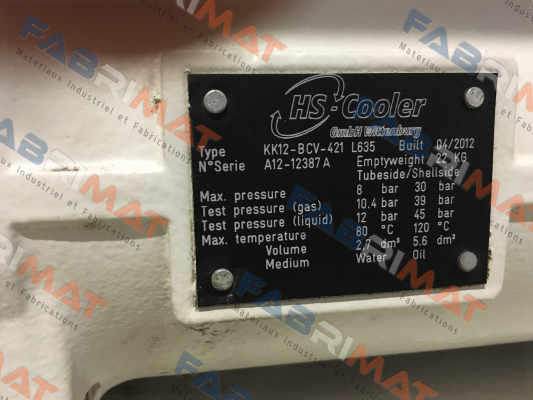 HS-Cooler
GmbH Wittenburg
Type KK12-BCV-421 L635 Built 04/2012
N°Serie A12-12387A Emptyweight 22 KG
Tubeside/Shellside
Max. pressure 8 bar 30 bar
Test pressure (gas) 10.4 bar 39 bar
Test pressure (liquid) 12 bar 45 bar
Max. temperature 80 °C 120 °C
Volume 2,7 dm³ 5.6 dm³
Medium Water Oil
FABRIMAT
Materiaux Industriel et Fabrications